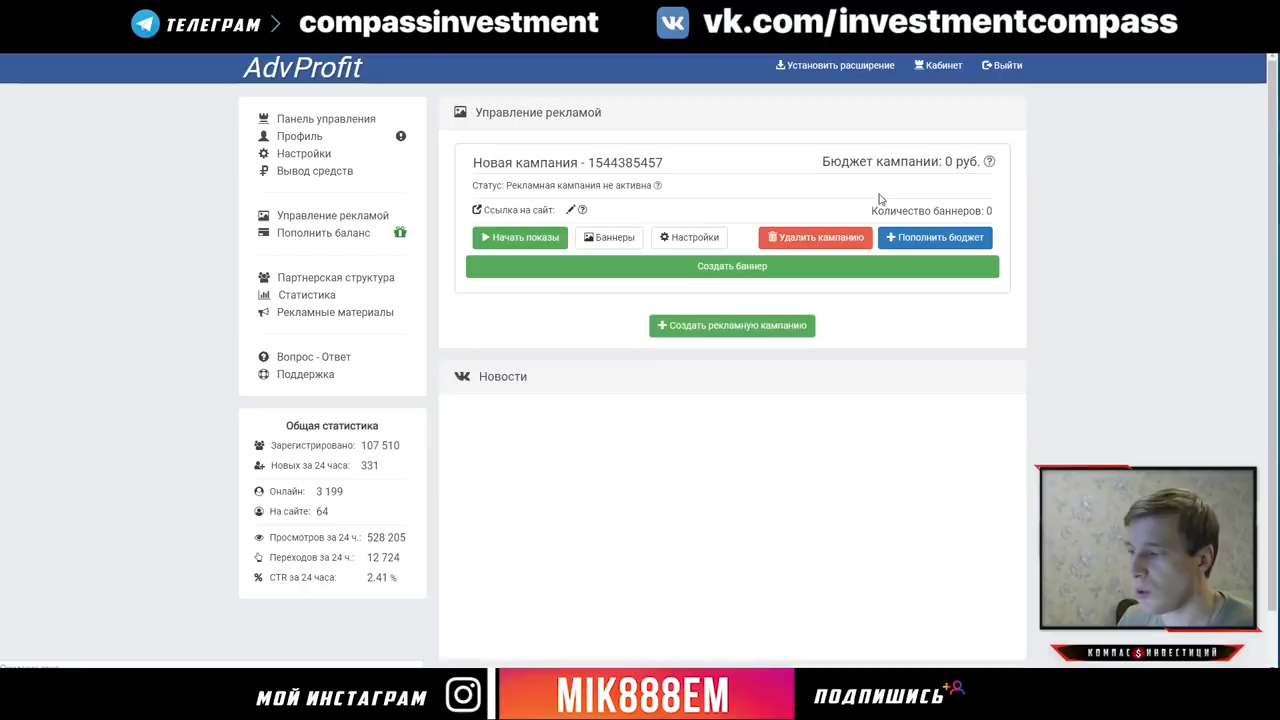 ТЕЛЕГРАМ > compassinvestment vk.com/investmentcompass
AdvProfit
Установить расширение Кабинет Выйти
Панель управления
Профиль
Настройки
Вывод средств
Управление рекламой
Пополнить баланс
Партнерская структура
Статистика
Рекламные материалы
Вопрос - Ответ
Поддержка
Общая статистика
Зарегистрировано: 107 510
Новых за 24 часа: 331
Онлайн: 3 199
На сайте: 64
Просмотров за 24 ч.: 528 205
Переходов за 24 ч.: 12 724
CTR за 24 часа: 2.41 %
Управление рекламой
Новая кампания - 1544385457 Бюджет кампании: 0 руб.
Статус: Рекламная кампания не активна
Ссылка на сайт: Количество баннеров: 0
Начать показы Баннеры Настройки Удалить кампанию Пополнить бюджет
Создать баннер
Создать рекламную кампанию
Новости
КОМПАС $ ИНВЕСТИЦИЙ
МОЙ ИНСТАГРАМ MIK888EM ПОДПИШИСЬ